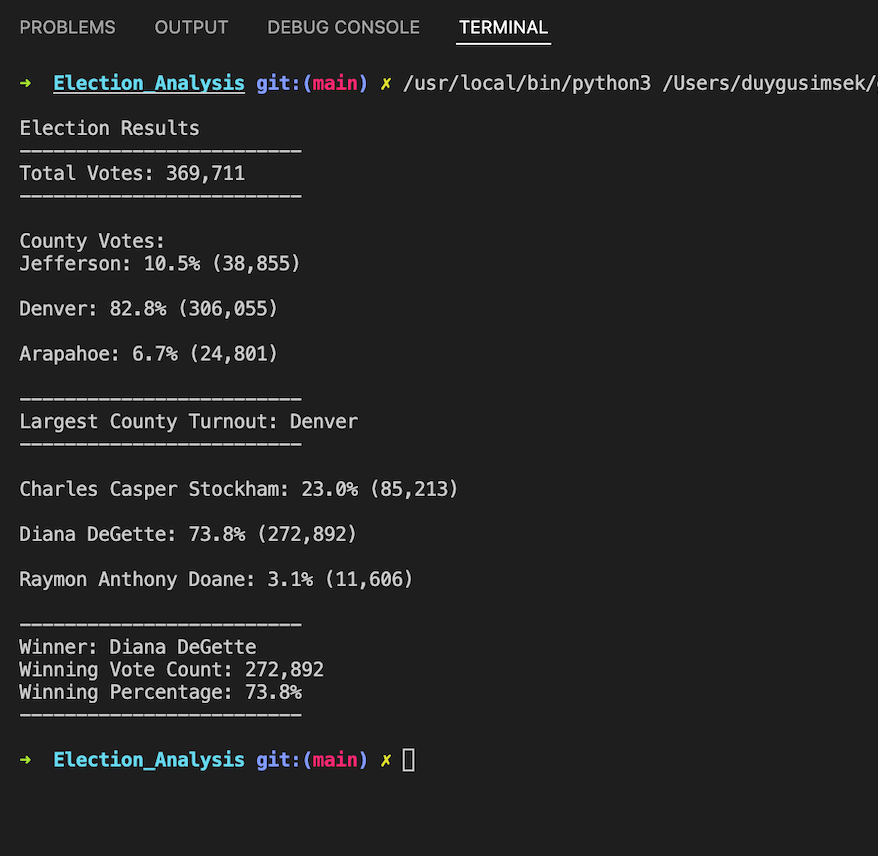 PROBLEMS OUTPUT DEBUG CONSOLE TERMINAL
➜ Election_Analysis git:(main) ✗ /usr/local/bin/python3 /Users/duygusimsek/
Election Results
-------------------------
Total Votes: 369,711
-------------------------
County Votes:
Jefferson: 10.5% (38,855)
Denver: 82.8% (306,055)
Arapahoe: 6.7% (24,801)
-------------------------
Largest County Turnout: Denver
-------------------------
Charles Casper Stockham: 23.0% (85,213)
Diana DeGette: 73.8% (272,892)
Raymon Anthony Doane: 3.1% (11,606)
-------------------------
Winner: Diana DeGette
Winning Vote Count: 272,892
Winning Percentage: 73.8%
-------------------------
➜ Election_Analysis git:(main) ✗